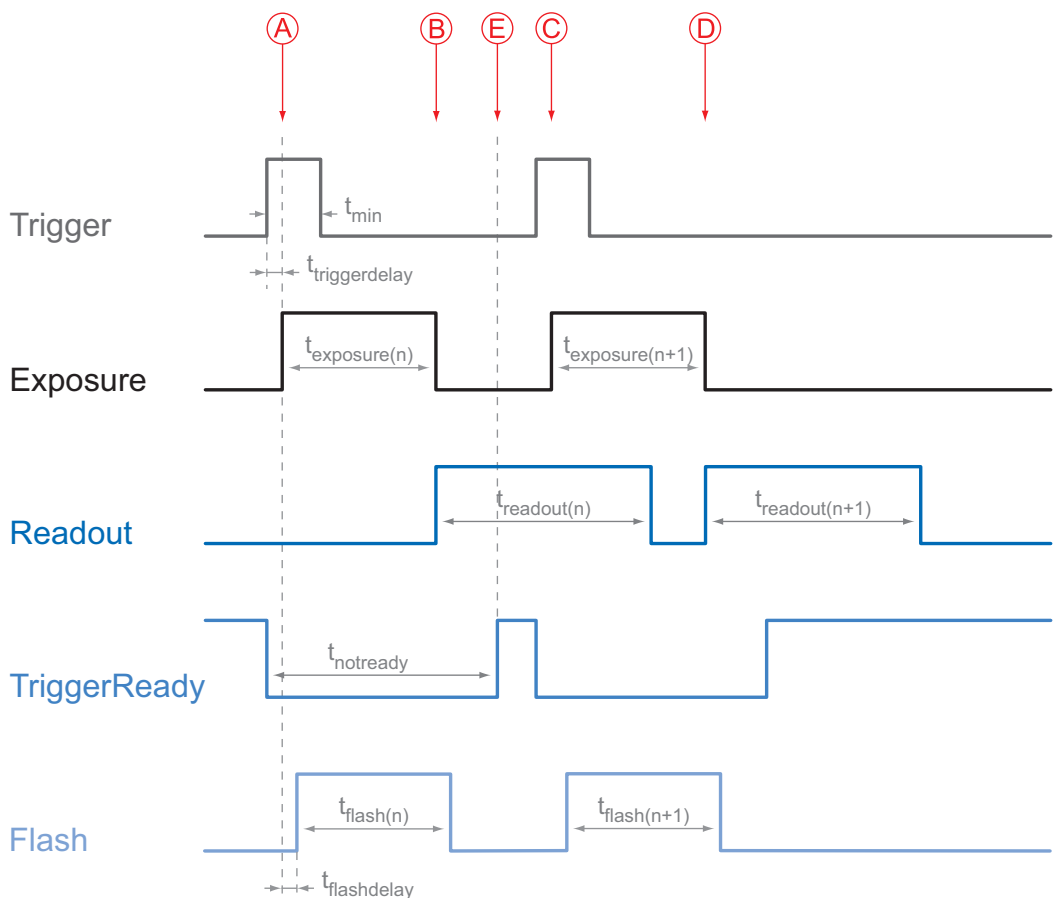 A B E C D
Trigger
tmin
ttriggerdelay
Exposure
texposure(n)
texposure(n+1)
Readout
treadout(n)
treadout(n+1)
TriggerReady
tnotready
Flash
tflash(n)
tflash(n+1)
tflashdelay